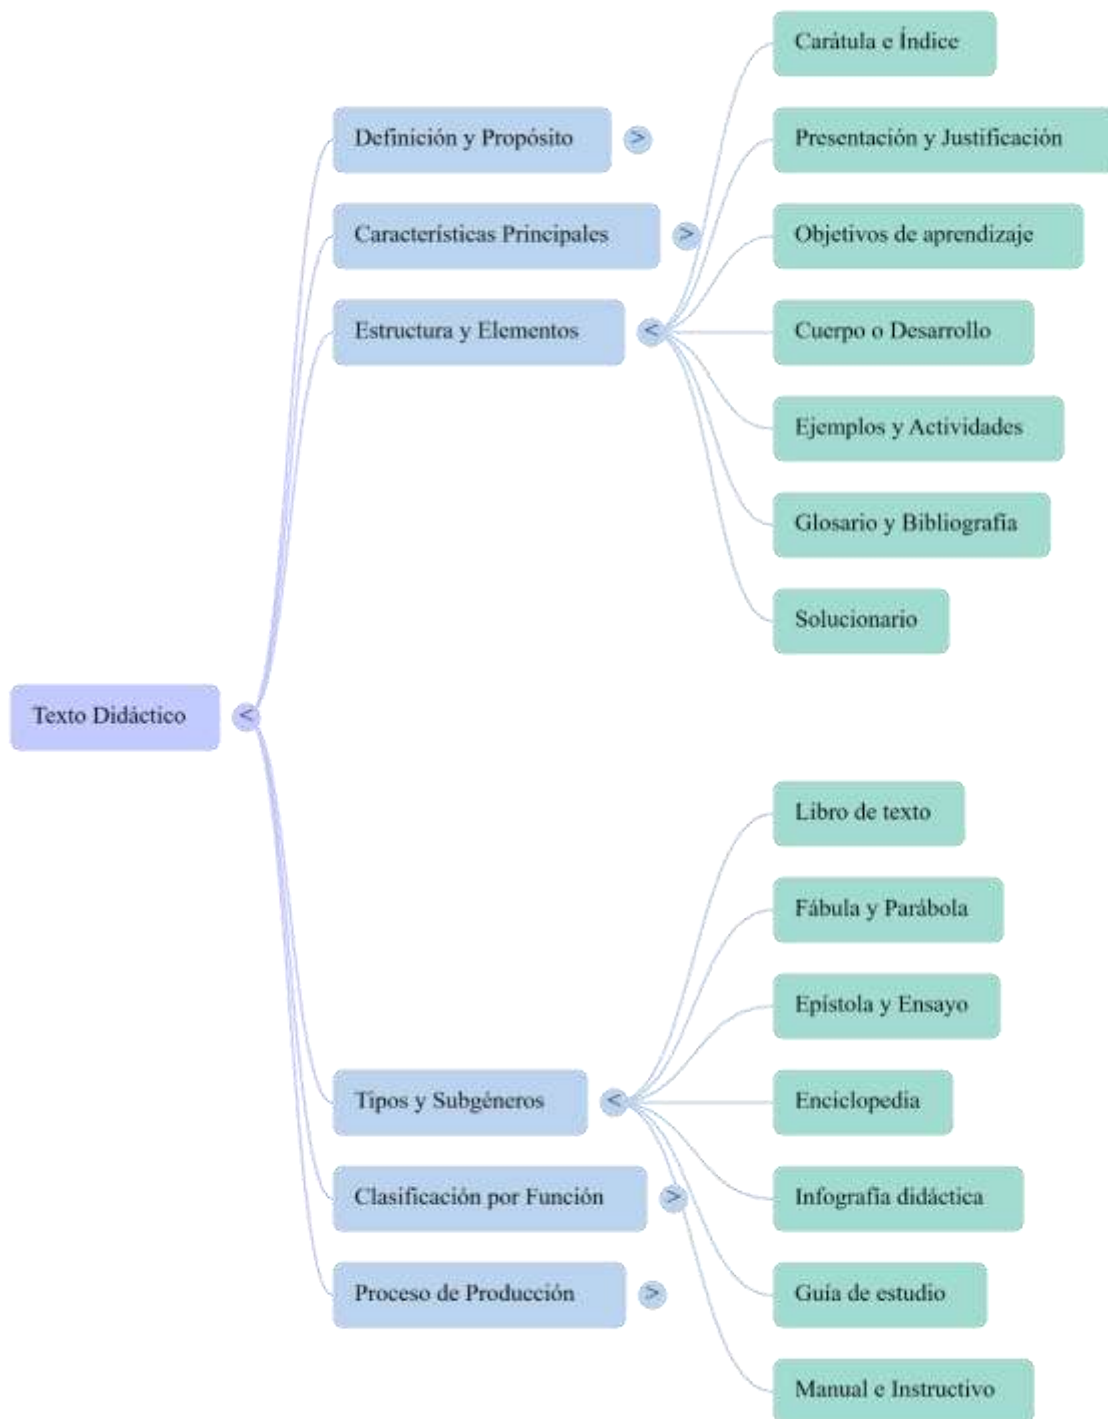 Texto Didáctico
<
Definición y Propósito
>
Características Principales
>
Estructura y Elementos
<
Carátula e Índice
Presentación y Justificación
Objetivos de aprendizaje
Cuerpo o Desarrollo
Ejemplos y Actividades
Glosario y Bibliografía
Solucionario
Tipos y Subgéneros
<
Libro de texto
Fábula y Parábola
Epístola y Ensayo
Enciclopedia
Infografía didáctica
Guía de estudio
Manual e Instructivo
Clasificación por Función
>
Proceso de Producción
>